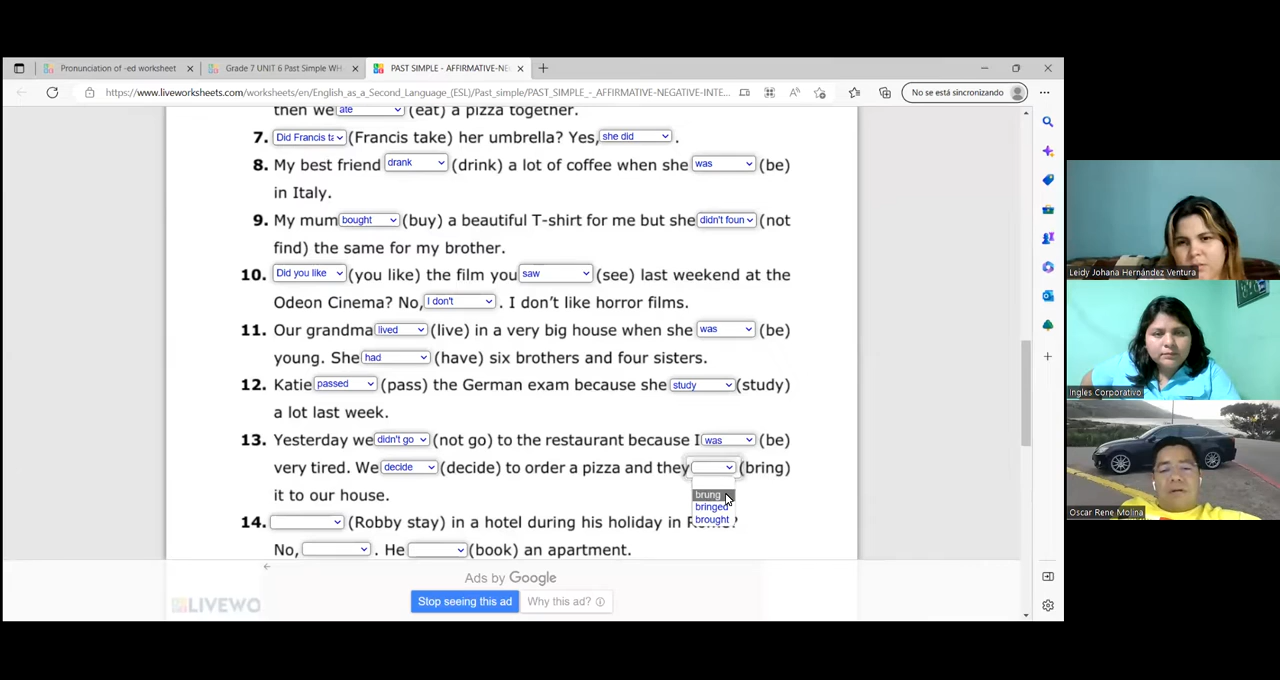 Pronunciation of -ed worksheet
Grade 7 UNIT 6 Past Simple WH
PAST SIMPLE - AFFIRMATIVE-NE
https://www.liveworksheets.com/worksheets/en/English_as_a_Second_Language_(ESL)/Past_simple/PAST_SIMPLE_-_AFFIRMATIVE-NEGATIVE-INTE...
No se está sincronizando
then we ate (eat) a pizza together.
7. Did Francis ta (Francis take) her umbrella? Yes, she did .
8. My best friend drank (drink) a lot of coffee when she was (be)
in Italy.
9. My mum bought (buy) a beautiful T-shirt for me but she didn't foun (not
find) the same for my brother.
10. Did you like (you like) the film you saw (see) last weekend at the
Odeon Cinema? No, I don't . I don't like horror films.
11. Our grandma lived (live) in a very big house when she was (be)
young. She had (have) six brothers and four sisters.
12. Katie passed (pass) the German exam because she study (study)
a lot last week.
13. Yesterday we didn't go (not go) to the restaurant because I was (be)
very tired. We decide (decide) to order a pizza and they (bring)
it to our house.
brung
bringed
brought
14. (Robby stay) in a hotel during his holiday in Rome?
No, . He (book) an apartment.
Ads by Google
Stop seeing this ad
Why this ad?
LIVEWO
Leidy Johana Hernández Ventura
Ingles Corporativo
Oscar Rene Molina